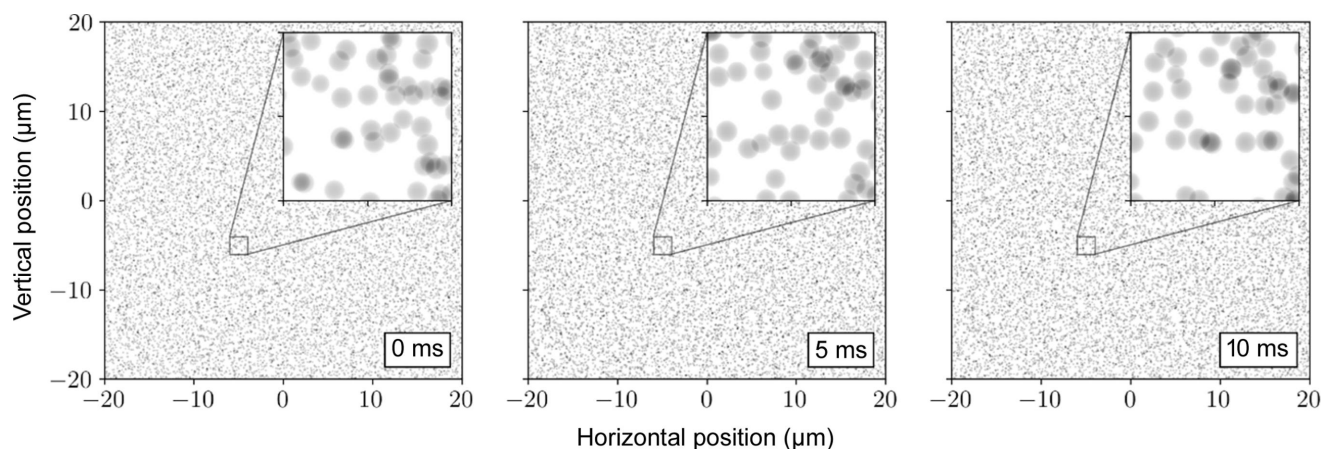 20
10
0
−10
−20
Vertical position (µm)
0 ms
5 ms
10 ms
−20 −10 0 10 20
−20 −10 0 10 20
−20 −10 0 10 20
Horizontal position (µm)